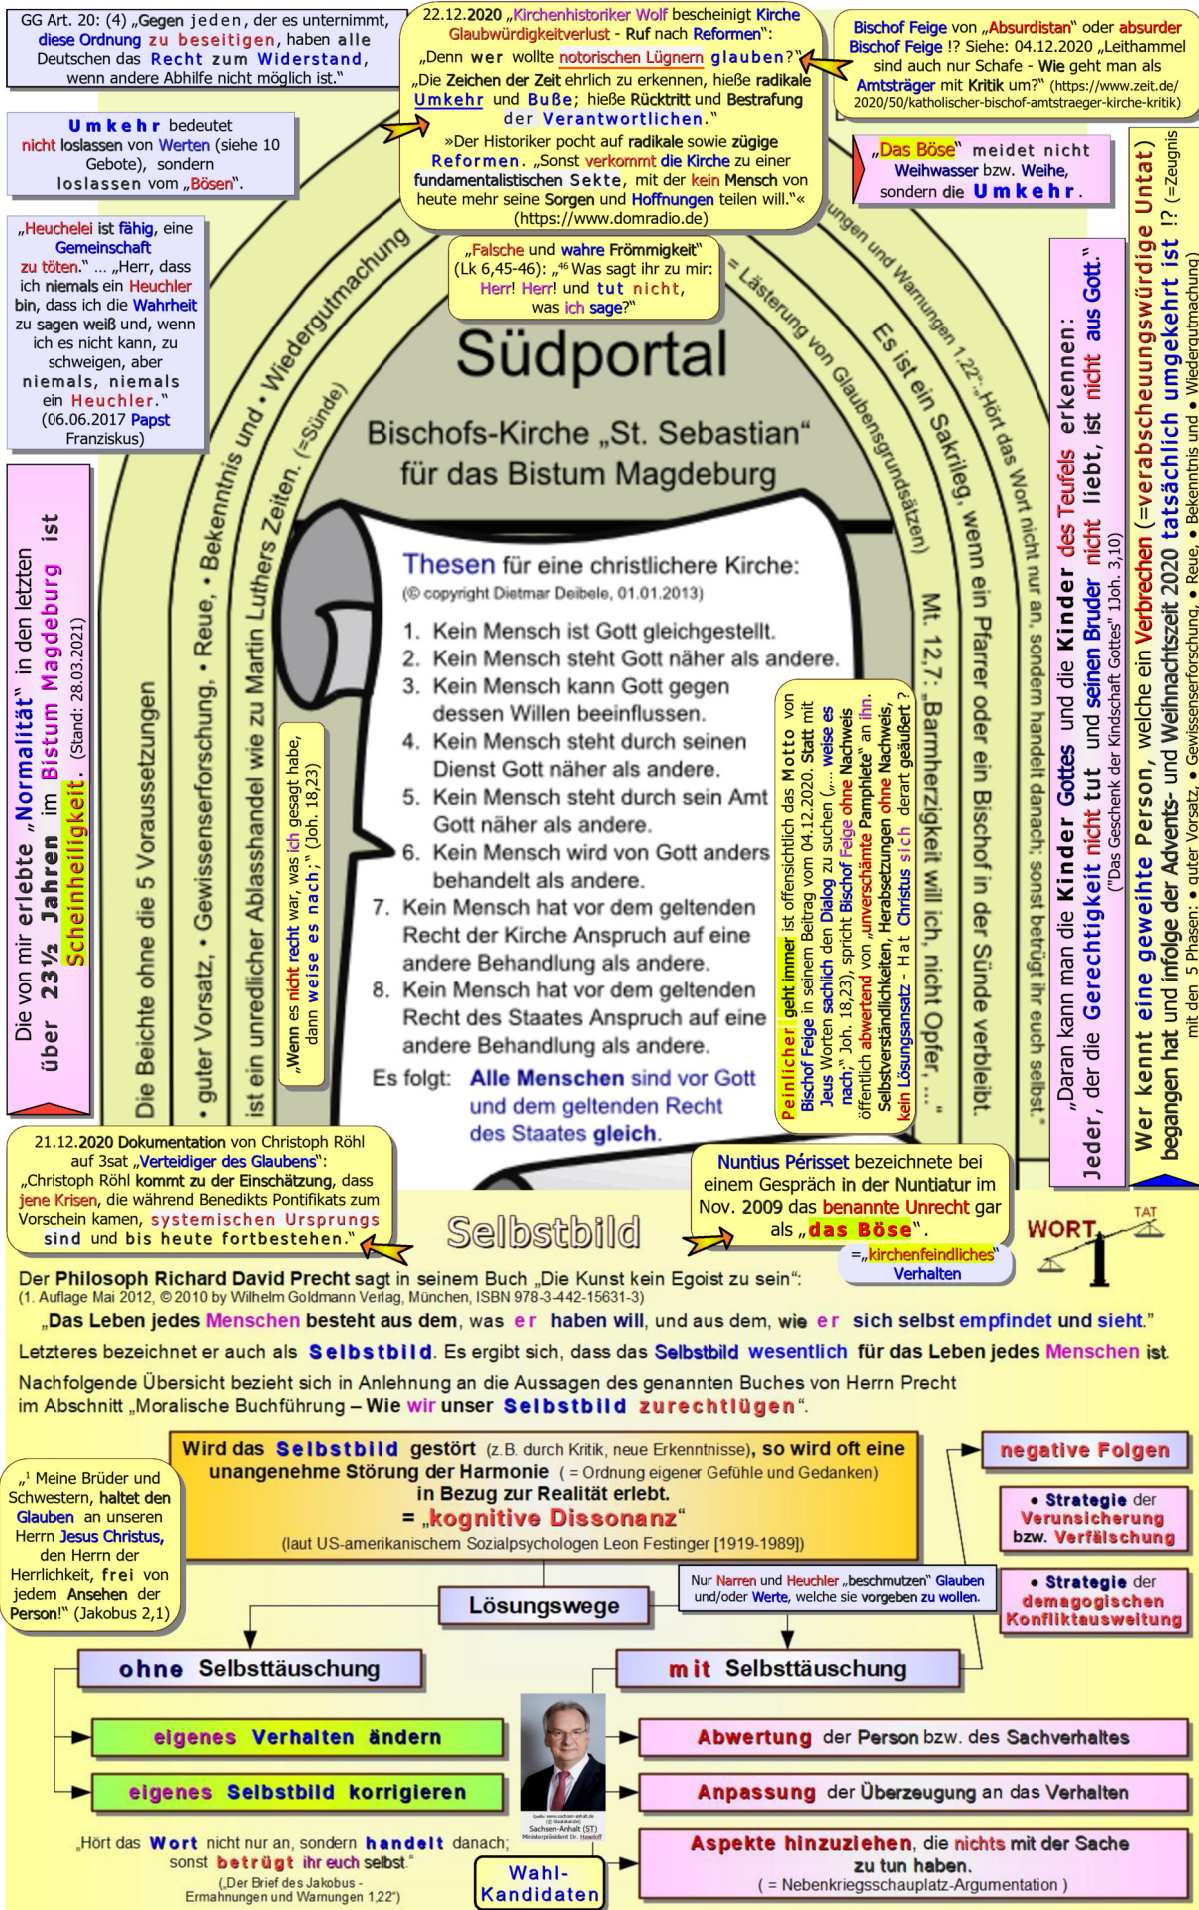 GG Art. 20: (4) „Gegen jeden, der es unternimmt,
diese Ordnung zu beseitigen, haben alle
Deutschen das Recht zum Widerstand,
wenn andere Abhilfe nicht möglich ist.“
22.12.2020 „Kirchenhistoriker Wolf bescheinigt Kirche
Glaubwürdigkeitverlust - Ruf nach Reformen“:
„Denn wer wollte notorischen Lügnern glauben?“
„Die Zeichen der Zeit ehrlich zu erkennen, hieße radikale
Umkehr und Buße; hieße Rücktritt und Bestrafung
der Verantwortlichen.“
»Der Historiker pocht auf radikale sowie zügige
Reformen. „Sonst verkommt die Kirche zu einer
fundamentalistischen Sekte, mit der kein Mensch von
heute mehr seine Sorgen und Hoffnungen teilen will.“«
(https://www.domradio.de)
Bischof Feige von „Absurdistan“ oder absurder
Bischof Feige !? Siehe: 04.12.2020 „Leithammel
sind auch nur Schafe - Wie geht man als
Amtsträger mit Kritik um?“ (https://www.zeit.de/
2020/50/katholischer-bischof-amtstraeger-kirche-kritik)
Umkehr bedeutet
nicht loslassen von Werten (siehe 10
Gebote), sondern
loslassen vom „Bösen“.
„Das Böse“ meidet nicht
Weihwasser bzw. Weihe,
sondern die Umkehr.
„Heuchelei ist fähig, eine
Gemeinschaft
zu töten.“ ... „Herr, dass
ich niemals ein Heuchler
bin, dass ich die Wahrheit
zu sagen weiß und, wenn
ich es nicht kann, zu
schweigen, aber
niemals, niemals
ein Heuchler.“
(06.06.2017 Papst
Franziskus)
„Falsche und wahre Frömmigkeit“
(Lk 6,45-46): „⁴⁶ Was sagt ihr zu mir:
Herr! Herr! und tut nicht,
was ich sage?“
Südportal
Bischofs-Kirche „St. Sebastian“
für das Bistum Magdeburg
Die von mir erlebte „Normalität“ in den letzten
über 23½ Jahren im Bistum Magdeburg ist
Scheinheiligkeit. (Stand: 28.03.2021)
Die Beichte ohne die 5 Voraussetzungen
• guter Vorsatz, • Gewissenserforschung, • Reue, • Bekenntnis und • Wiedergutmachung
ist ein unredlicher Ablasshandel wie zu Martin Luthers Zeiten. (=Sünde)
„Wenn es nicht recht war, was ich gesagt habe,
dann weise es nach;“ (Joh. 18,23)
Thesen für eine christlichere Kirche:
(© copyright Dietmar Deibele, 01.01.2013)
1. Kein Mensch ist Gott gleichgestellt.
2. Kein Mensch steht Gott näher als andere.
3. Kein Mensch kann Gott gegen
dessen Willen beeinflussen.
4. Kein Mensch steht durch seinen
Dienst Gott näher als andere.
5. Kein Mensch steht durch sein Amt
Gott näher als andere.
6. Kein Mensch wird von Gott anders
behandelt als andere.
7. Kein Mensch hat vor dem geltenden
Recht der Kirche Anspruch auf eine
andere Behandlung als andere.
8. Kein Mensch hat vor dem geltenden
Recht des Staates Anspruch auf eine
andere Behandlung als andere.
Es folgt: Alle Menschen sind vor Gott
und dem geltenden Recht
des Staates gleich.
Peinlicher geht immer ist offensichtlich das Motto von
Bischof Feige in seinem Beitrag vom 04.12.2020. Statt mit
Jeus Worten sachlich den Dialog zu suchen („... weise es
nach;“ Joh. 18,23), spricht Bischof Feige ohne Nachweis
öffentlich abwertend von „unverschämte Pamphlete“ an ihn.
Selbstverständlichkeiten, Herabsetzungen ohne Nachweis,
kein Lösungsansatz - Hat Christus sich derart geäußert ?
= Lästerung von Glaubensgrundsätzen)
Mt. 12,7: „Barmherzigkeit will ich, nicht Opfer, ... “
Es ist ein Sakrileg, wenn ein Pfarrer oder ein Bischof in der Sünde verbleibt.
ungen und Warnungen 1,22“: „Hört das Wort nicht nur an, sondern handelt danach; sonst betrügt ihr euch selbst.“
„Daran kann man die Kinder Gottes und die Kinder des Teufels erkennen:
Jeder, der die Gerechtigkeit nicht tut und seinen Bruder nicht liebt, ist nicht aus Gott.“
("Das Geschenk der Kindschaft Gottes" 1Joh. 3,10)
Wer kennt eine geweihte Person, welche ein Verbrechen (=verabscheuungswürdige Untat)
begangen hat und infolge der Advents- und Weihnachtszeit 2020 tatsächlich umgekehrt ist !? (=Zeugnis
mit den 5 Phasen: • guter Vorsatz, • Gewissenserforschung, • Reue, • Bekenntnis und • Wiedergutmachung)
21.12.2020 Dokumentation von Christoph Röhl
auf 3sat „Verteidiger des Glaubens“:
„Christoph Röhl kommt zu der Einschätzung, dass
jene Krisen, die während Benedikts Pontifikats zum
Vorschein kamen, systemischen Ursprungs
sind und bis heute fortbestehen.“
Nuntius Périsset bezeichnete bei
einem Gespräch in der Nuntiatur im
Nov. 2009 das benannte Unrecht gar
als „das Böse“.
=„kirchenfeindliches“
Verhalten
WORT
TAT
Selbstbild
Der Philosoph Richard David Precht sagt in seinem Buch „Die Kunst kein Egoist zu sein“:
(1. Auflage Mai 2012, © 2010 by Wilhelm Goldmann Verlag, München, ISBN 978-3-442-15631-3)
„Das Leben jedes Menschen besteht aus dem, was er haben will, und aus dem, wie er sich selbst empfindet und sieht.“
Letzteres bezeichnet er auch als Selbstbild. Es ergibt sich, dass das Selbstbild wesentlich für das Leben jedes Menschen ist.
Nachfolgende Übersicht bezieht sich in Anlehnung an die Aussagen des genannten Buches von Herrn Precht
im Abschnitt „Moralische Buchführung – Wie wir unser Selbstbild zurechtlügen“.
Wird das Selbstbild gestört (z.B. durch Kritik, neue Erkenntnisse), so wird oft eine
unangenehme Störung der Harmonie ( = Ordnung eigener Gefühle und Gedanken)
in Bezug zur Realität erlebt.
= „kognitive Dissonanz“
(laut US-amerikanischem Sozialpsychologen Leon Festinger [1919-1989])
„¹ Meine Brüder und
Schwestern, haltet den
Glauben an unseren
Herrn Jesus Christus,
den Herrn der
Herrlichkeit, frei von
jedem Ansehen der
Person!“ (Jakobus 2,1)
negative Folgen
• Strategie der
Verunsicherung
bzw. Verfälschung
• Strategie der
demagogischen
Konfliktausweitung
Nur Narren und Heuchler „beschmutzen“ Glauben
und/oder Werte, welche sie vorgeben zu wollen.
Lösungswege
ohne Selbsttäuschung
mit Selbsttäuschung
eigenes Verhalten ändern
eigenes Selbstbild korrigieren
Abwertung der Person bzw. des Sachverhaltes
Anpassung der Überzeugung an das Verhalten
Aspekte hinzuziehen, die nichts mit der Sache
zu tun haben.
( = Nebenkriegsschauplatz-Argumentation )
Quelle: www.sachsen-anhalt.de
(© Staatskanzlei)
Sachsen-Anhalt (ST)
Ministerpräsident Dr. Haseloff
Wahl-
Kandidaten
„Hört das Wort nicht nur an, sondern handelt danach;
sonst betrügt ihr euch selbst.“
(„Der Brief des Jakobus -
Ermahnungen und Warnungen 1,22“)